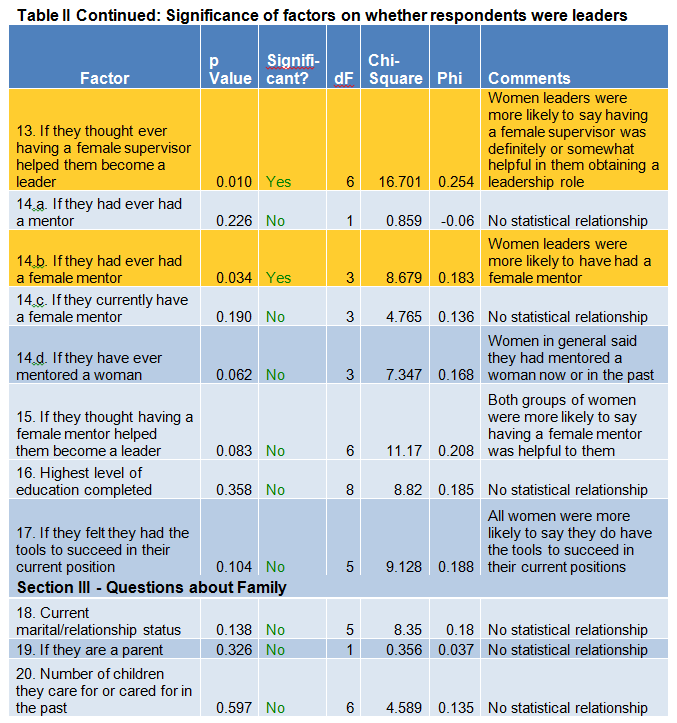 Table II Continued: Significance of factors on whether respondents were leaders
Factor
p
Value
Signifi-
cant?
dF
Chi-
Square
Phi
Comments
13. If they thought ever
having a female supervisor
helped them become a
leader
0.010
Yes
6
16.701
0.254
Women leaders were
more likely to say having
a female supervisor was
definitely or somewhat
helpful in them obtaining a
leadership role
14.a. If they had ever had
a mentor
0.226
No
1
0.859
-0.06
No statistical relationship
14.b. If they had ever had
a female mentor
0.034
Yes
3
8.679
0.183
Women leaders were
more likely to have had a
female mentor
14.c. If they currently have
a female mentor
0.190
No
3
4.765
0.136
No statistical relationship
14.d. If they have ever
mentored a woman
0.062
No
3
7.347
0.168
Women in general said
they had mentored a
woman now or in the past
15. If they thought having a
female mentor helped
them become a leader
0.083
No
6
11.17
0.208
Both groups of women
were more likely to say
having a female mentor
was helpful to them
16. Highest level of
education completed
0.358
No
8
8.82
0.185
No statistical relationship
17. If they felt they had the
tools to succeed in their
current position
0.104
No
5
9.128
0.188
All women were more
likely to say they do have
the tools to succeed in
their current positions
Section III - Questions about Family
18. Current
marital/relationship status
0.138
No
5
8.35
0.18
No statistical relationship
19. If they are a parent
0.326
No
1
0.356
0.037
No statistical relationship
20. Number of children
they care for or cared for in
the past
0.597
No
6
4.589
0.135
No statistical relationship